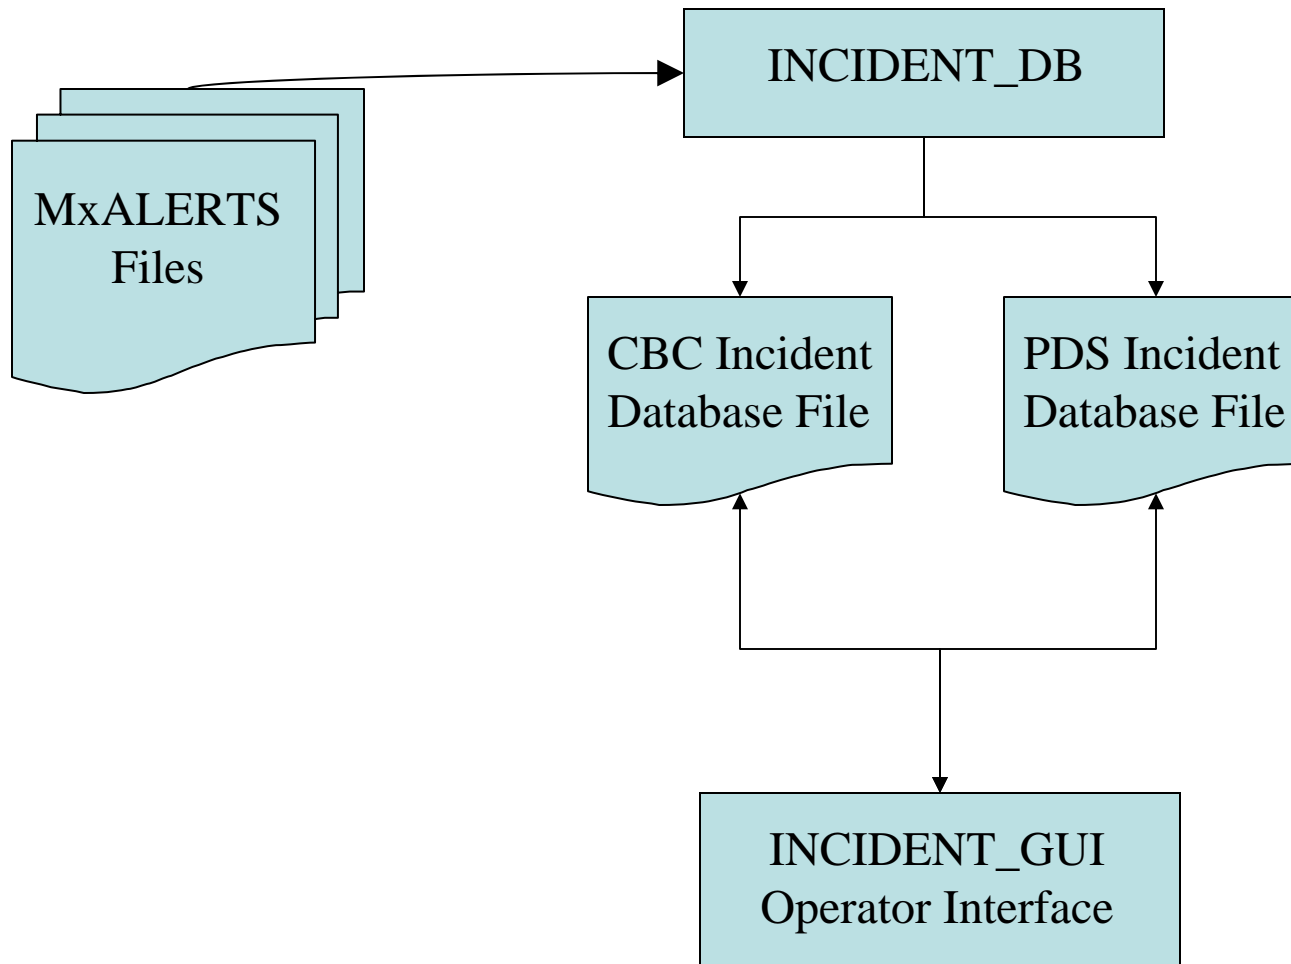 INCIDENT_DB
MxALERTS
Files
CBC Incident
Database File
PDS Incident
Database File
INCIDENT_GUI
Operator Interface